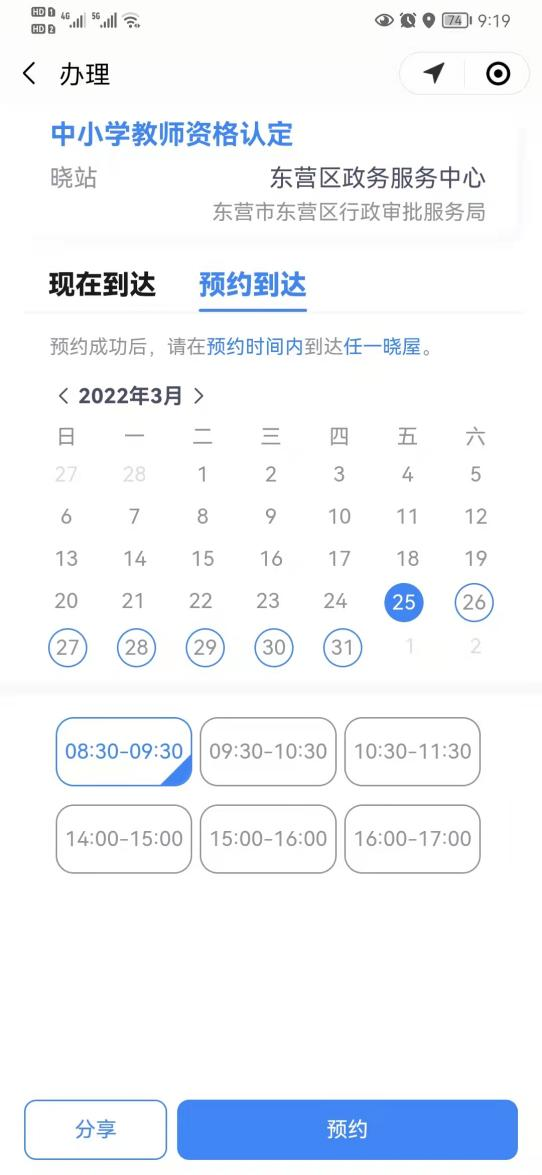 HD 1 4G 5G 74 9:19
HD 2
办理
中小学教师资格认定
晓站 东营区政务服务中心
东营市东营区行政审批服务局
现在到达 预约到达
预约成功后，请在预约时间内到达任一晓屋。
2022年3月
日 一 二 三 四 五 六
27 28 1 2 3 4 5
6 7 8 9 10 11 12
13 14 15 16 17 18 19
20 21 22 23 24 25 26
27 28 29 30 31 1 2
08:30-09:30 09:30-10:30 10:30-11:30
14:00-15:00 15:00-16:00 16:00-17:00
分享 预约